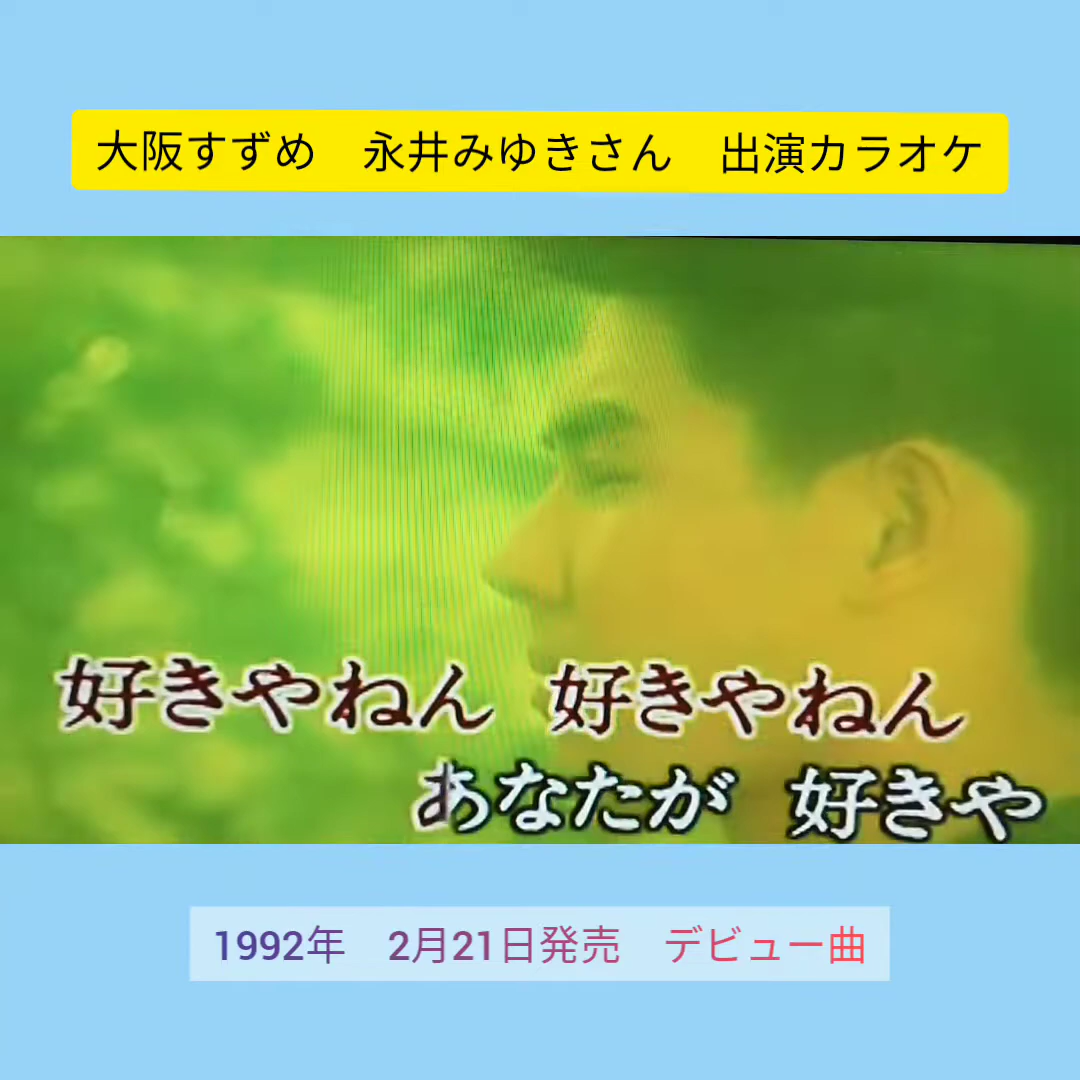 大阪すずめ　永井みゆきさん　出演カラオケ
好きやねん　好きやねん
あなたが　好きや
1992年　2月21日発売　デビュー曲